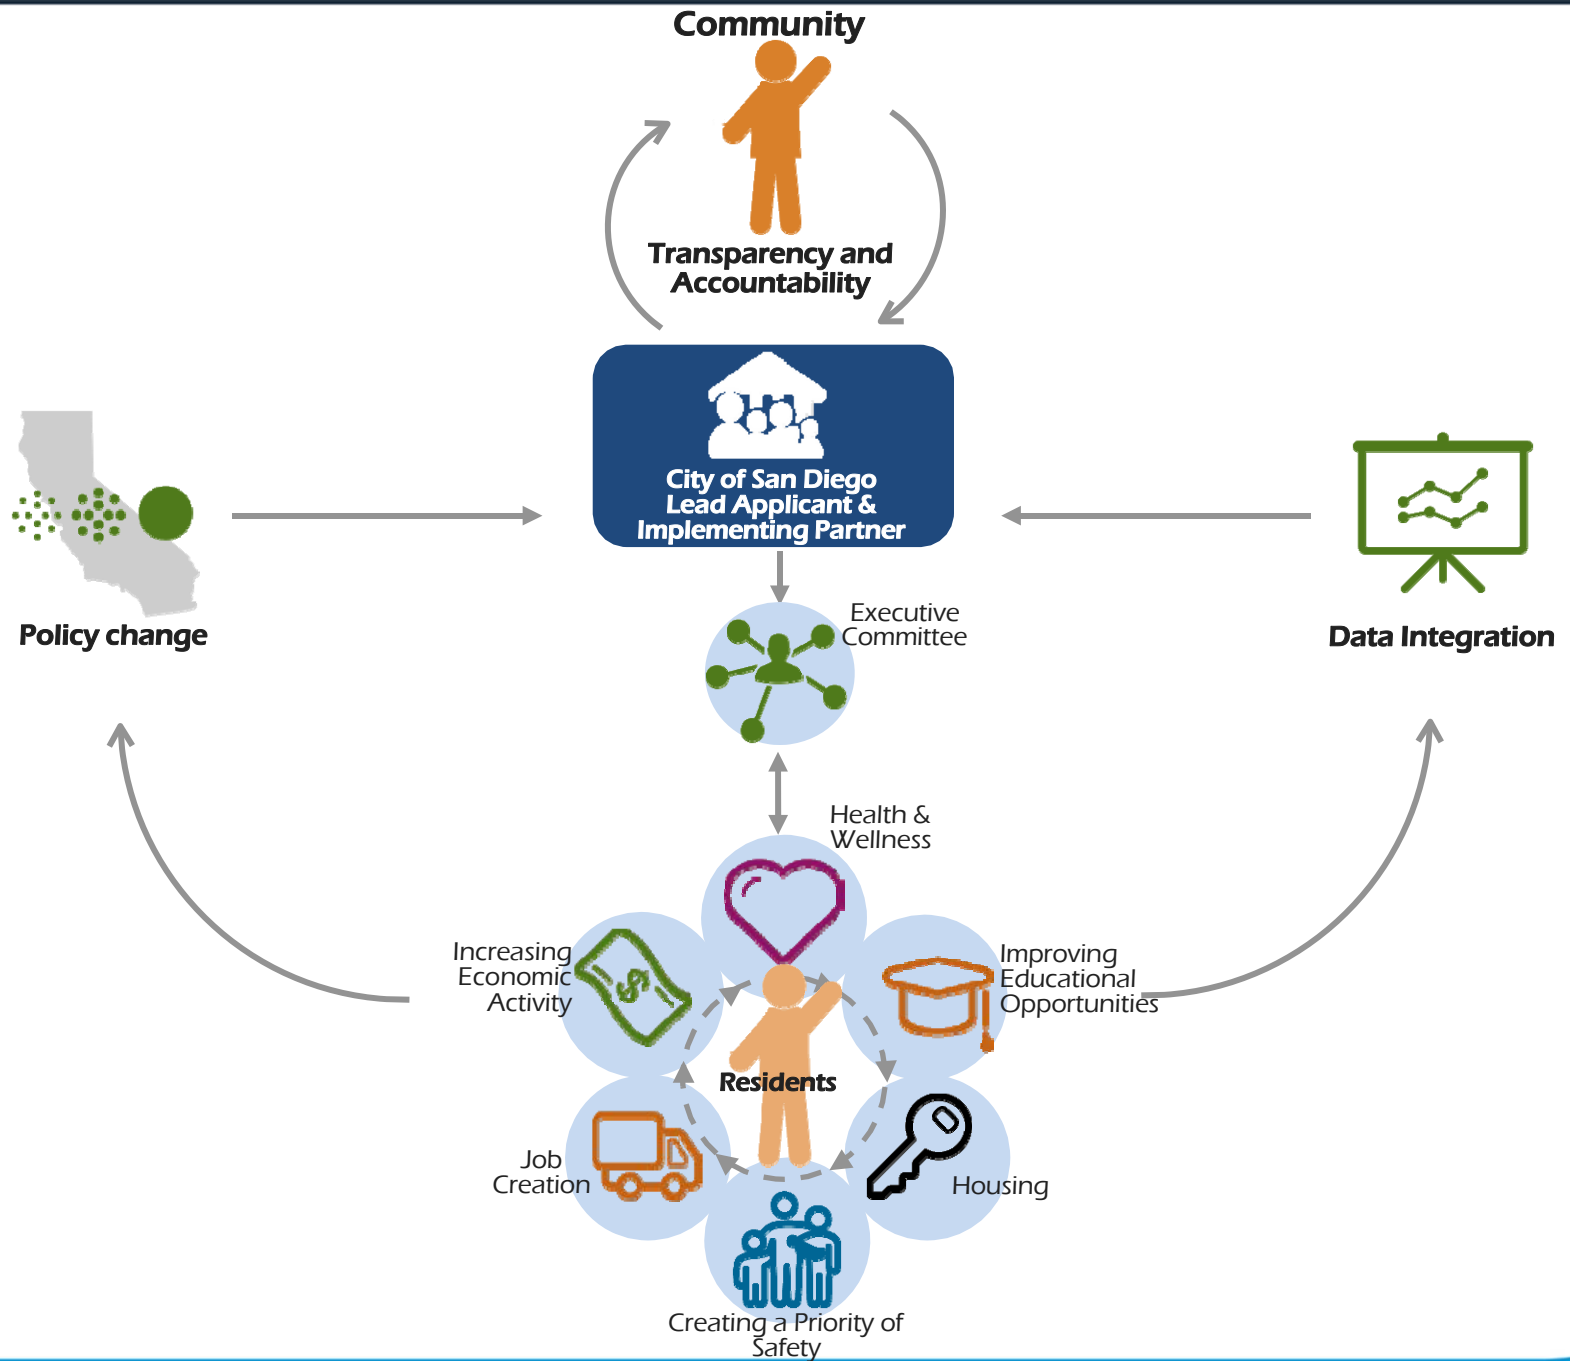 Community
Transparency and
Accountability
City of San Diego
Lead Applicant &
Implementing Partner
Policy change
Data Integration
Executive
Committee
Health &
Wellness
Increasing
Economic
Activity
$
Improving
Educational
Opportunities
Residents
Job
Creation
Housing
Creating a Priority of
Safety